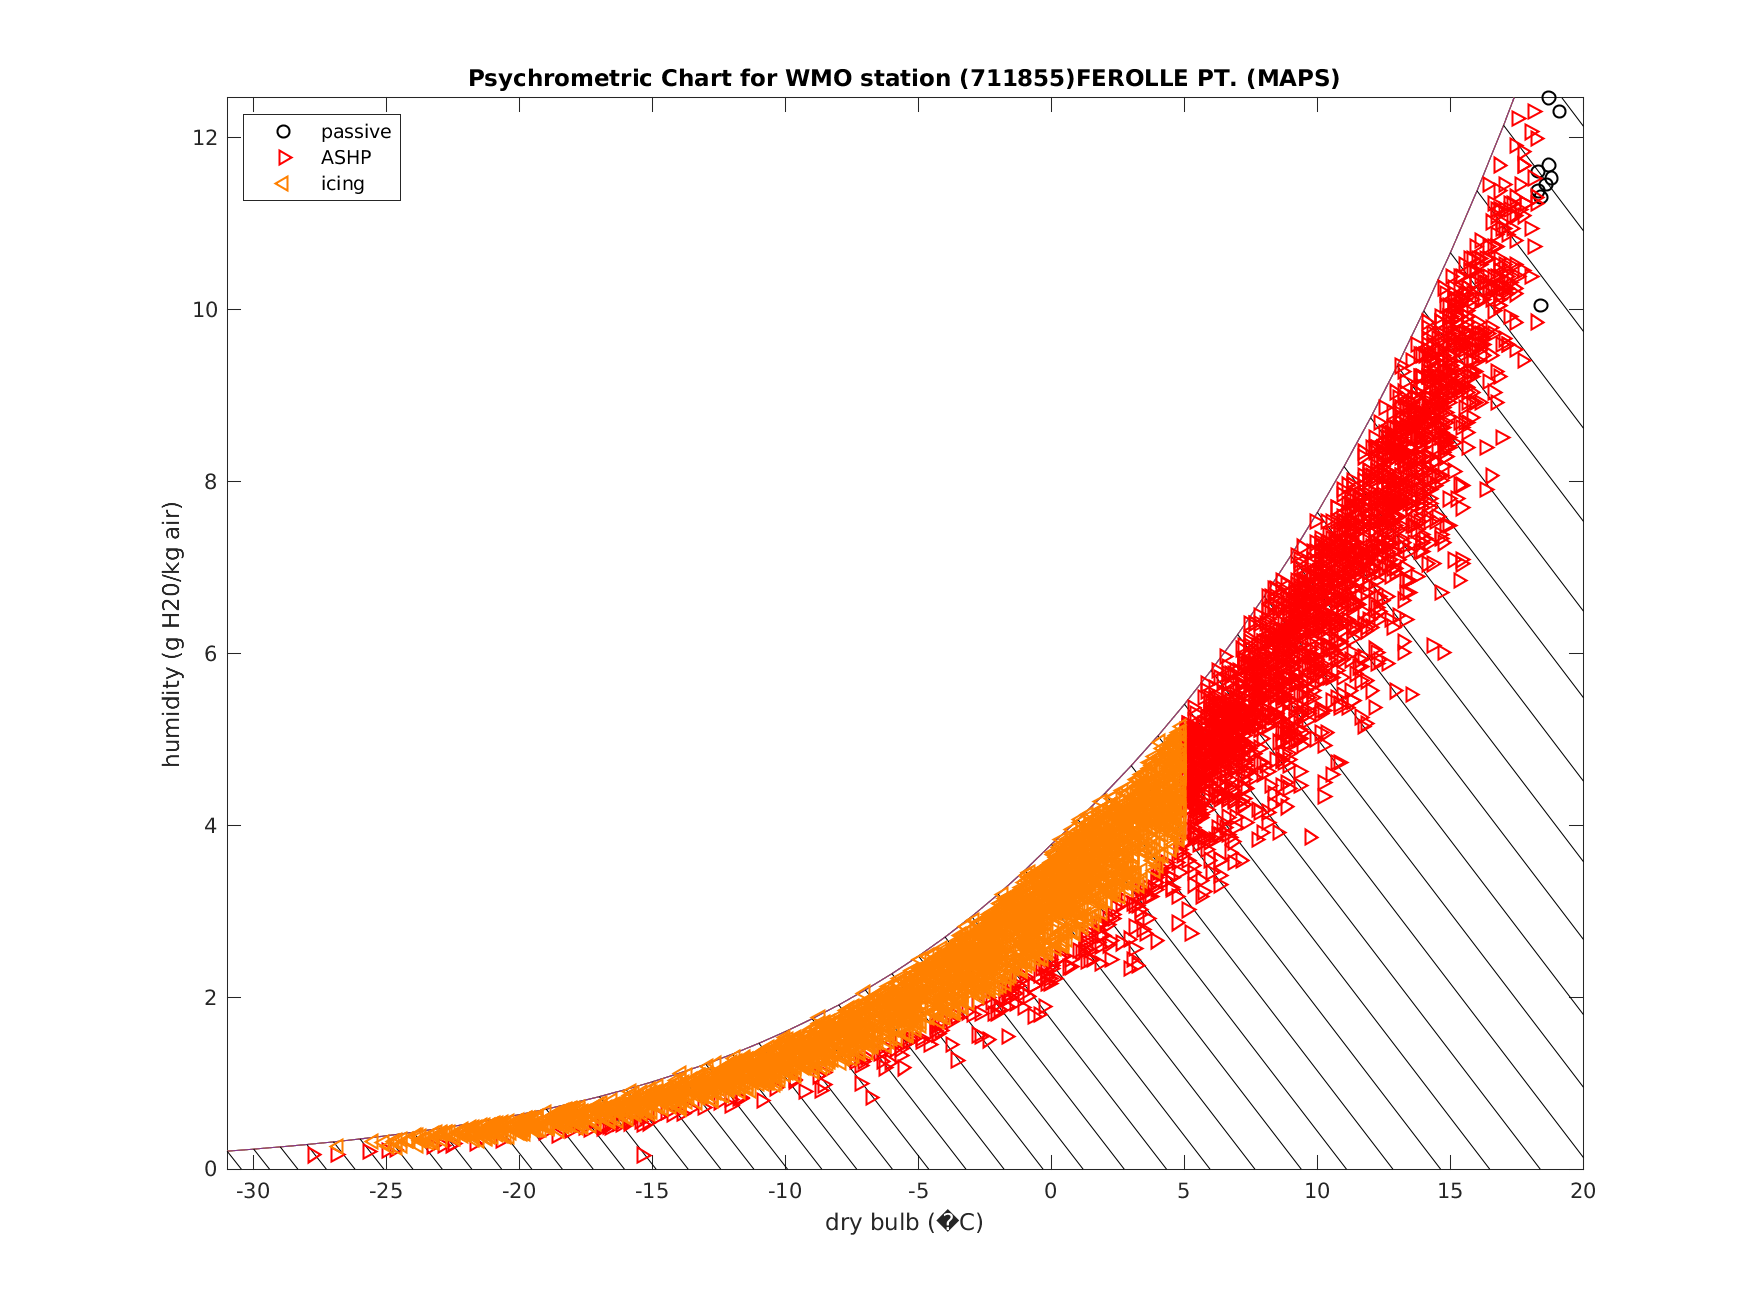 Psychrometric Chart for WMO station (711855)FEROLLE PT. (MAPS)
passive
ASHP
icing
humidity (g H20/kg air)
12
10
8
6
4
2
0
-30 -25 -20 -15 -10 -5 0 5 10 15 20
dry bulb (�C)